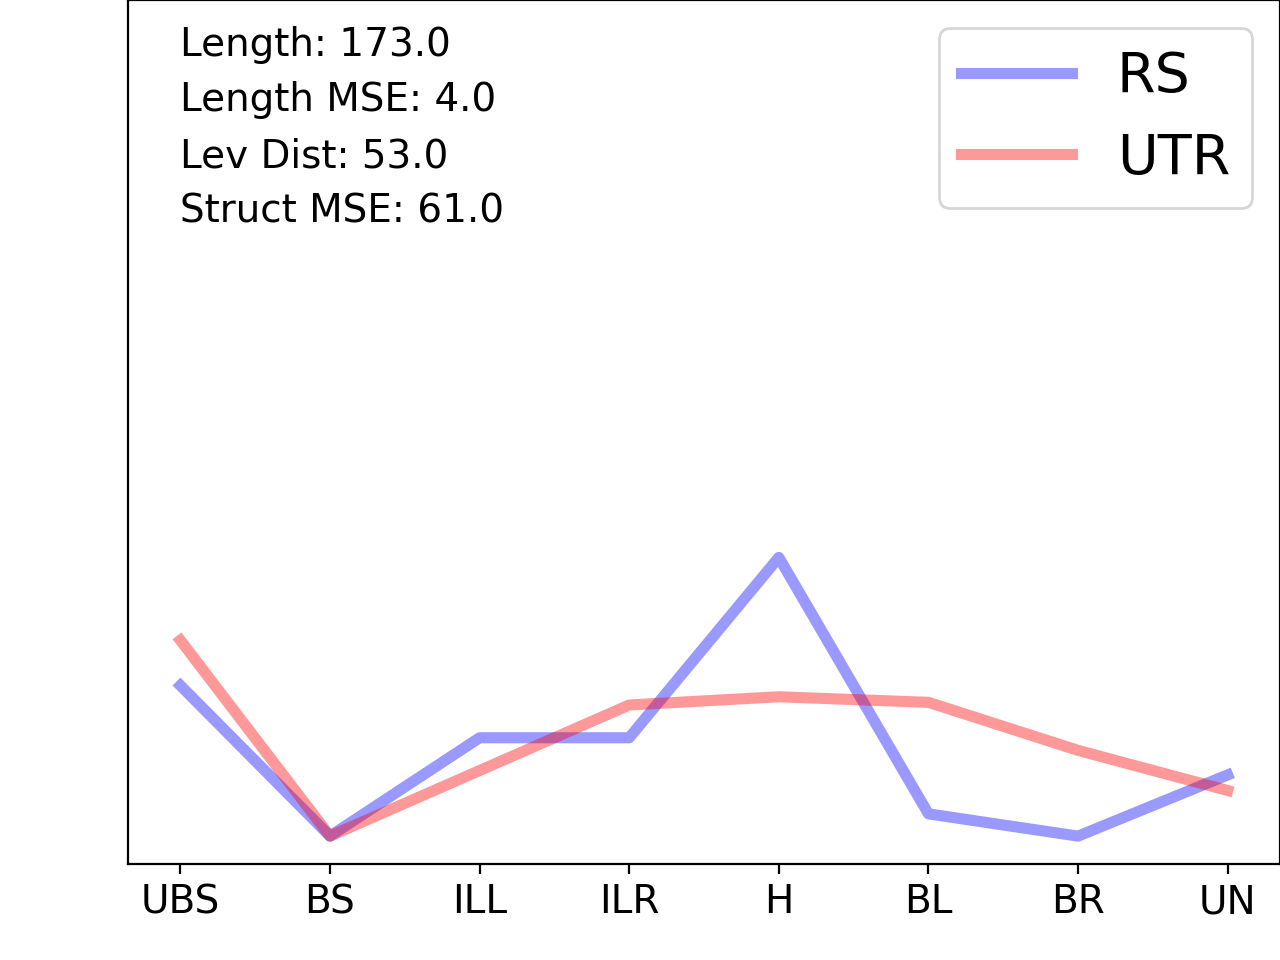 Length: 173.0
Length MSE: 4.0
Lev Dist: 53.0
Struct MSE: 61.0
RS
UTR
UBS BS ILL ILR H BL BR UN